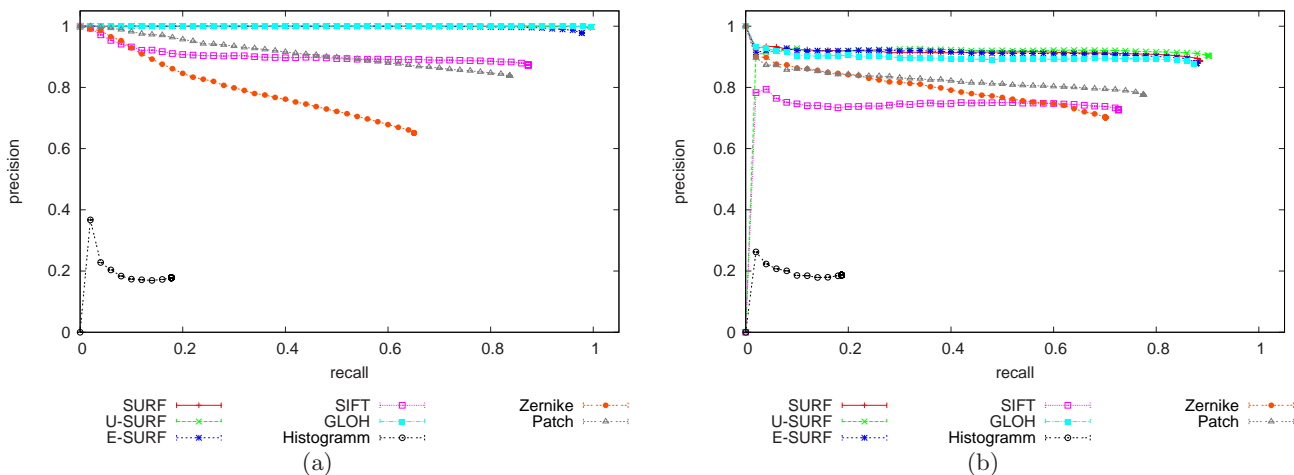 1
0.8
0.6
0.4
0.2
0
precision
0 0.2 0.4 0.6 0.8 1
recall
SURF SIFT Zernike
U-SURF GLOH Patch
E-SURF Histogramm
(a)
1
0.8
0.6
0.4
0.2
0
precision
0 0.2 0.4 0.6 0.8 1
recall
SURF SIFT Zernike
U-SURF GLOH Patch
E-SURF Histogramm
(b)